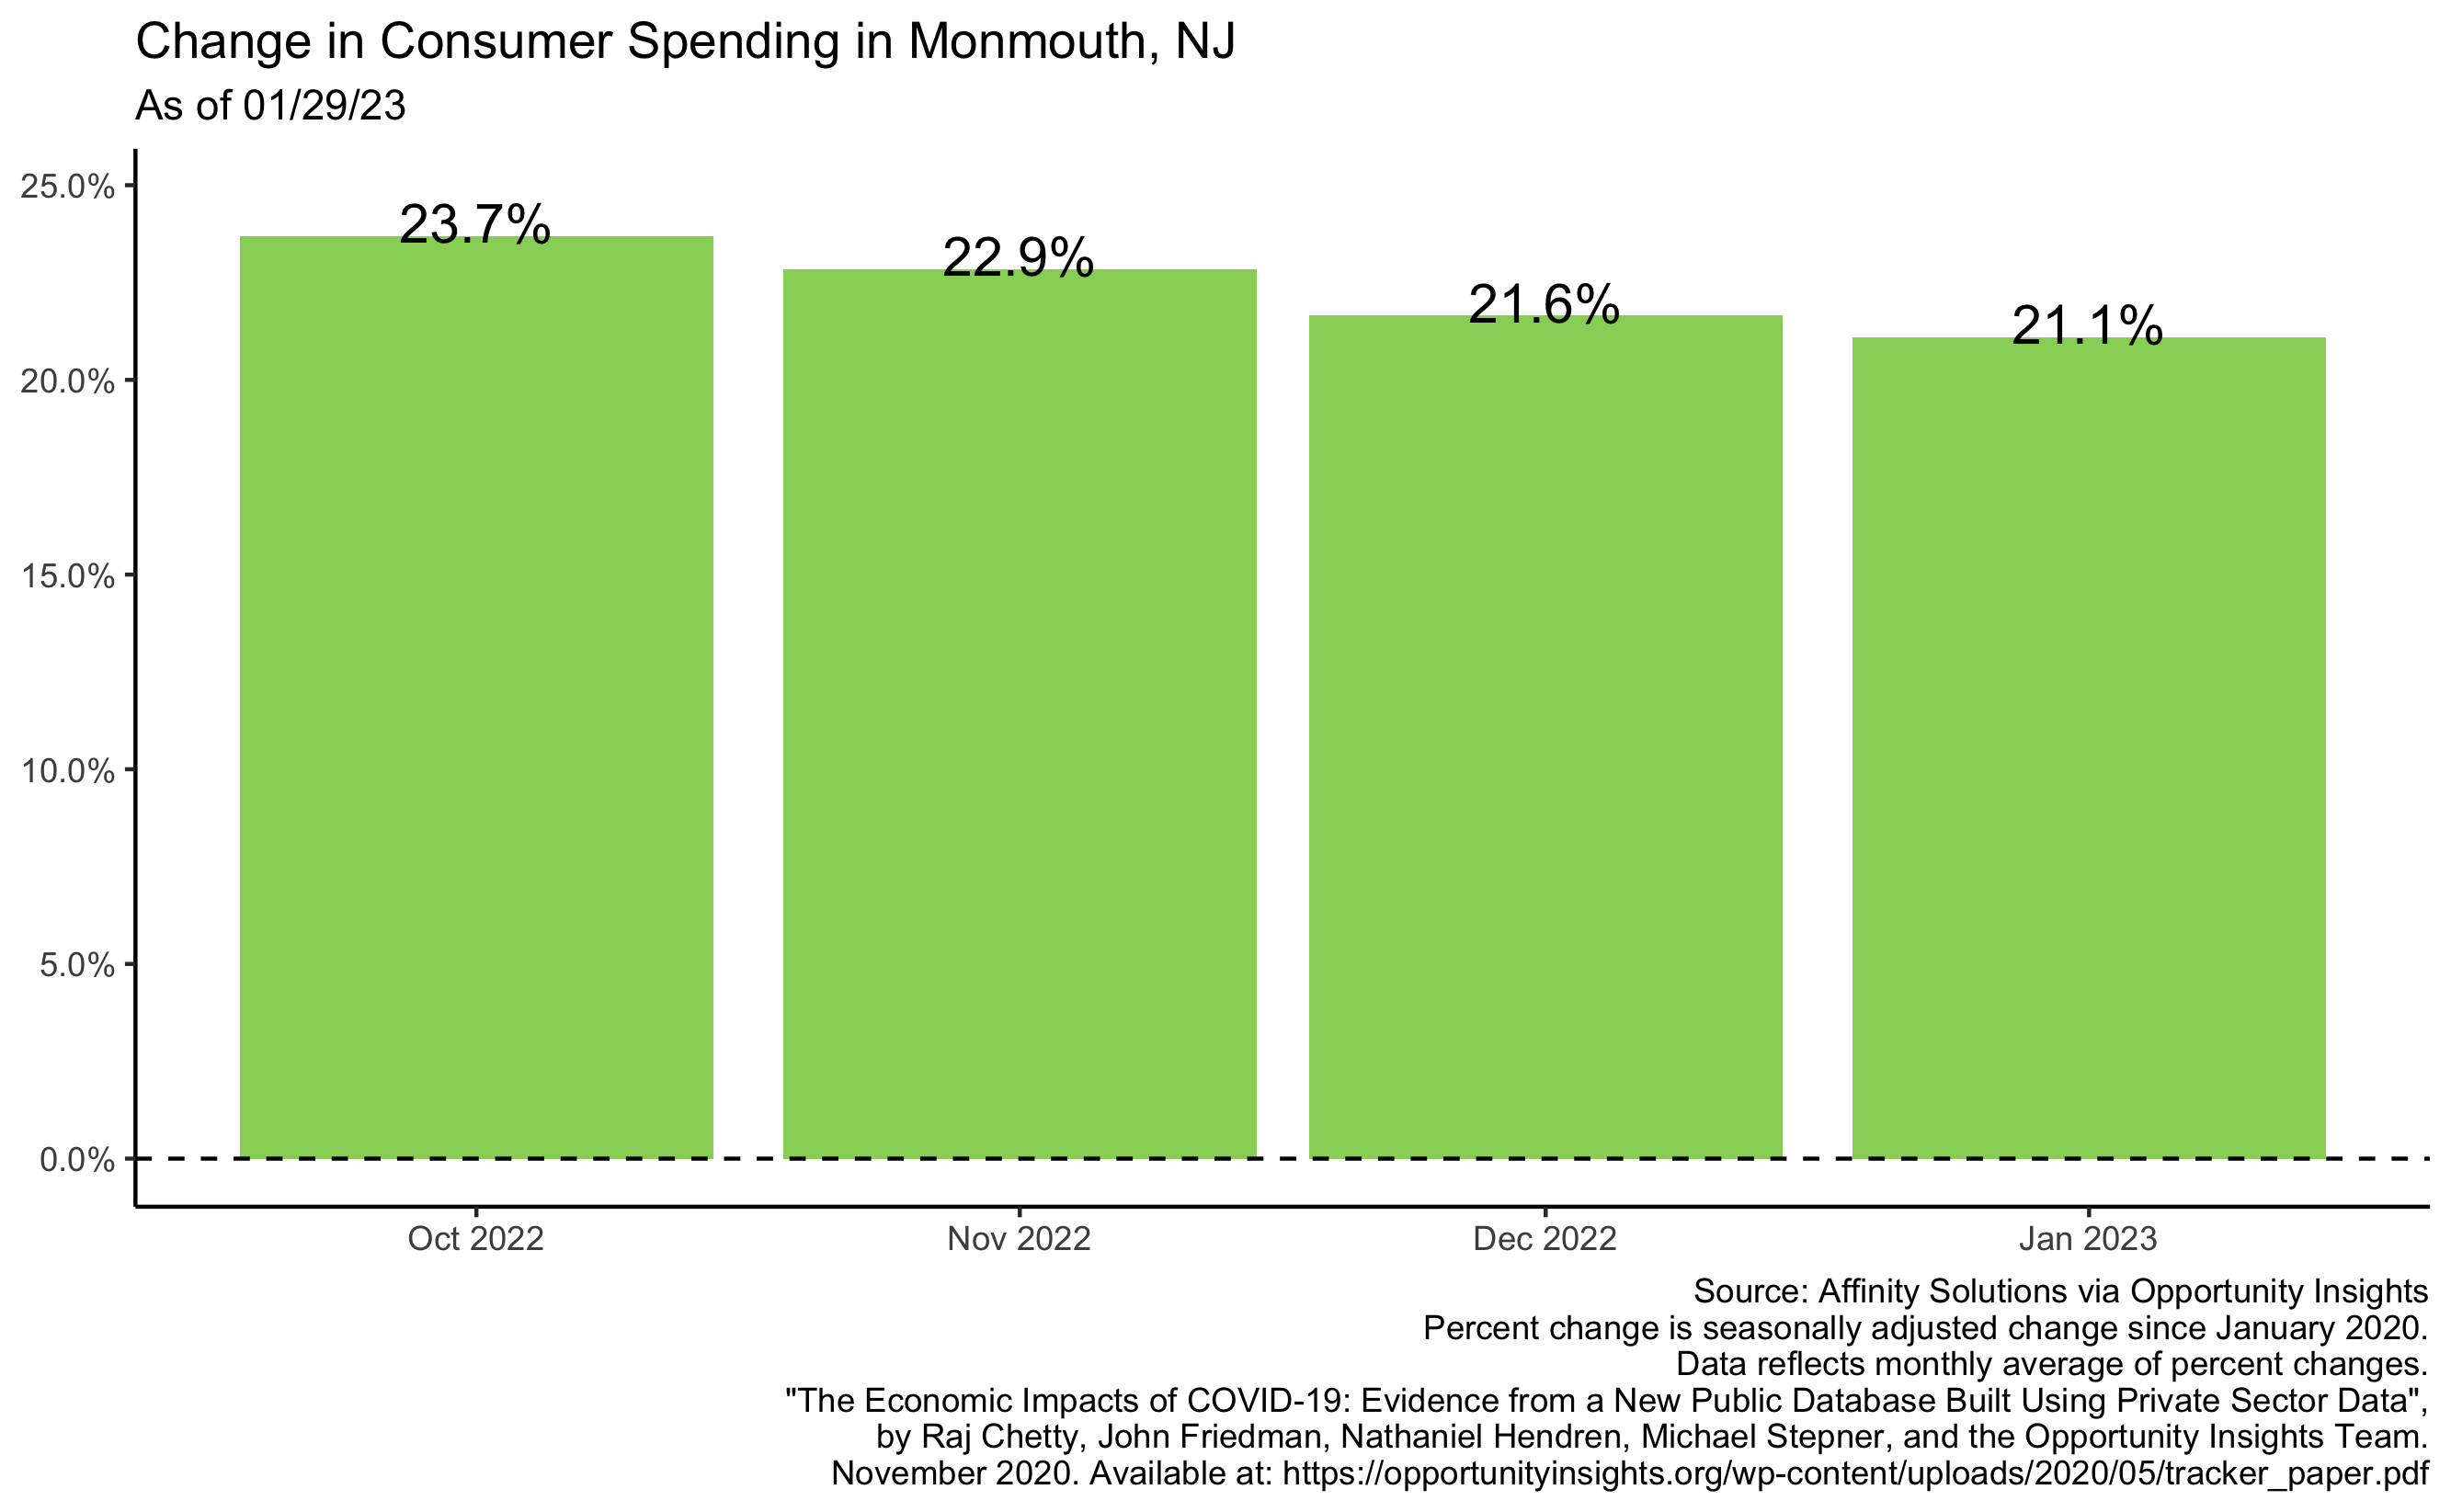 Change in Consumer Spending in Monmouth, NJ
As of 01/29/23
25.0%
20.0%
15.0%
10.0%
5.0%
0.0%
23.7%
22.9%
21.6%
21.1%
Oct 2022
Nov 2022
Dec 2022
Jan 2023
Source: Affinity Solutions via Opportunity Insights
Percent change is seasonally adjusted change since January 2020.
Data reflects monthly average of percent changes.
"The Economic Impacts of COVID-19: Evidence from a New Public Database Built Using Private Sector Data",
by Raj Chetty, John Friedman, Nathaniel Hendren, Michael Stepner, and the Opportunity Insights Team.
November 2020. Available at: https://opportunityinsights.org/wp-content/uploads/2020/05/tracker_paper.pdf